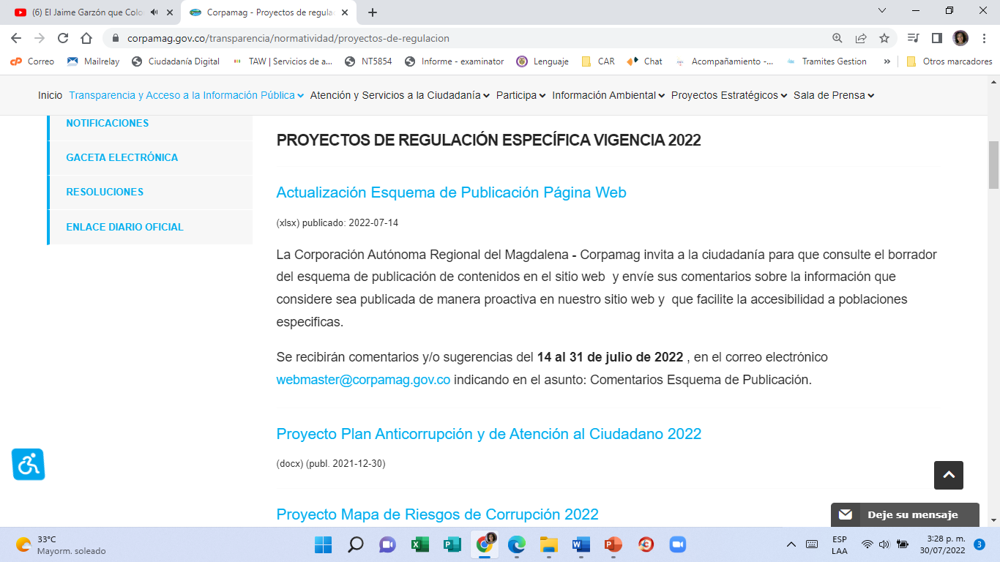 (6) El Jaime Garzón que Colo
Corpamag - Proyectos de regula
corpamag.gov.co/transparencia/normatividad/proyectos-de-regulacion
Correo Mailrelay Ciudadanía Digital TAW | Servicios de a... NT5854 Informe - examinator Lenguaje CAR Chat Acompañamiento -... Tramites Gestion » Otros marcadores
Inicio Transparencia y Acceso a la Información Pública Atención y Servicios a la Ciudadanía Participa Información Ambiental Proyectos Estratégicos Sala de Prensa
NOTIFICACIONES
GACETA ELECTRÓNICA
RESOLUCIONES
ENLACE DIARIO OFICIAL
PROYECTOS DE REGULACIÓN ESPECÍFICA VIGENCIA 2022
Actualización Esquema de Publicación Página Web
(xlsx) publicado: 2022-07-14
La Corporación Autónoma Regional del Magdalena - Corpamag invita a la ciudadanía para que consulte el borrador
del esquema de publicación de contenidos en el sitio web y envíe sus comentarios sobre la información que
considere sea publicada de manera proactiva en nuestro sitio web y que facilite la accesibilidad a poblaciones
especificas.
Se recibirán comentarios y/o sugerencias del 14 al 31 de julio de 2022 , en el correo electrónico
webmaster@corpamag.gov.co indicando en el asunto: Comentarios Esquema de Publicación.
Proyecto Plan Anticorrupción y de Atención al Ciudadano 2022
(docx) (publ. 2021-12-30)
Proyecto Mapa de Riesgos de Corrupción 2022
Deje su mensaje
33°C
Mayorm. soleado
ESP
LAA
3:28 p. m.
30/07/2022
3